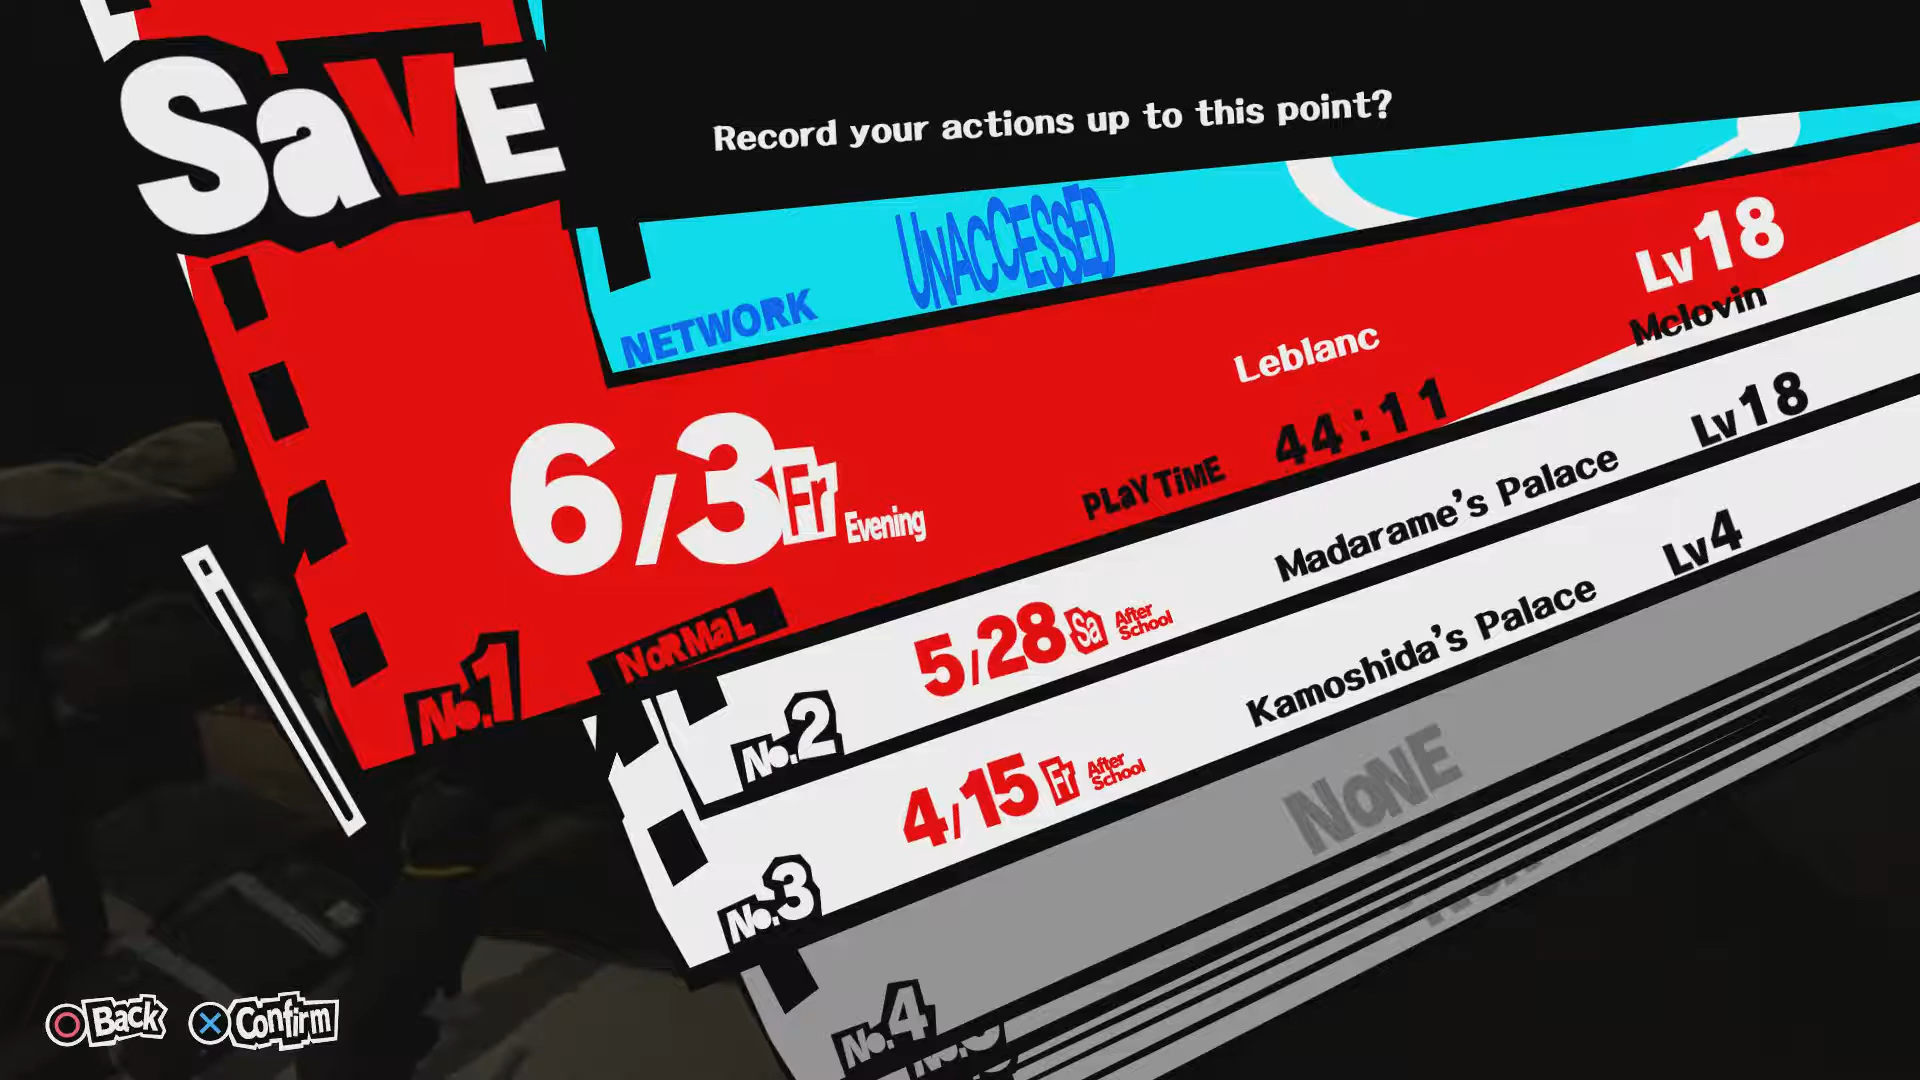 SaVE
Record your actions up to this point?
NETWORK UNACCESSED
Lv18
Mclovin
Leblanc
6/3 Fr Evening
PLaY TiME 44:11
No.1 NoRMaL
No.2 5/28 Sa After School Madarame's Palace Lv18
No.3 4/15 Fr After School Kamoshida's Palace Lv4
No.4 NoNE
Back Confirm